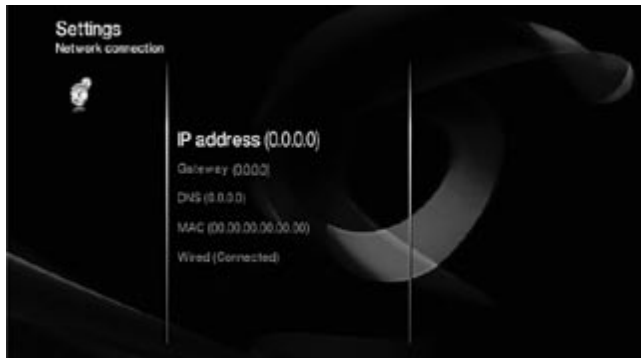 Settings
Network connection
IP address (0.0.0.0)
Gateway (0.0.0.0)
DNS (0.0.0.0)
MAC (00.00.00.00.00.00)
Wired (Connected)